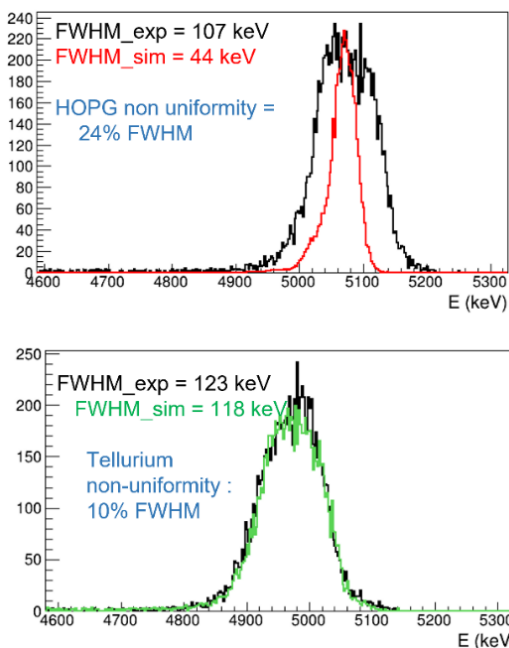 240
220
200
180
160
140
120
100
80
60
40
20
0
FWHM_exp = 107 keV
FWHM_sim = 44 keV
HOPG non uniformity =
24% FWHM
4600 4700 4800 4900 5000 5100 5200 5300
E (keV)
250
200
150
100
50
0
FWHM_exp = 123 keV
FWHM_sim = 118 keV
Tellurium
non-uniformity :
10% FWHM
4600 4700 4800 4900 5000 5100 5200 5300
E (keV)